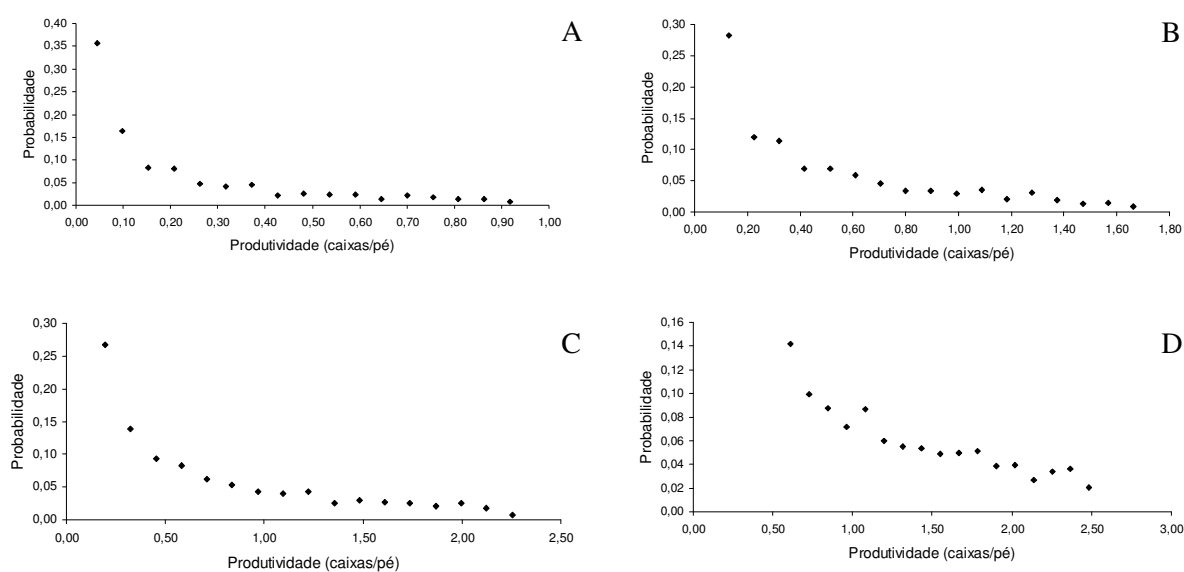 A
Probabilidade
0,40
0,35
0,30
0,25
0,20
0,15
0,10
0,05
0,00
0,00 0,10 0,20 0,30 0,40 0,50 0,60 0,70 0,80 0,90 1,00
Produtividade (caixas/pé)
B
Probabilidade
0,30
0,25
0,20
0,15
0,10
0,05
0,00
0,00 0,20 0,40 0,60 0,80 1,00 1,20 1,40 1,60 1,80
Produtividade (caixas/pé)
C
Probabilidade
0,30
0,25
0,20
0,15
0,10
0,05
0,00
0,00 0,50 1,00 1,50 2,00 2,50
Produtividade (caixas/pé)
D
Probabilidade
0,16
0,14
0,12
0,10
0,08
0,06
0,04
0,02
0,00
0,00 0,50 1,00 1,50 2,00 2,50 3,00
Produtividade (caixas/pé)